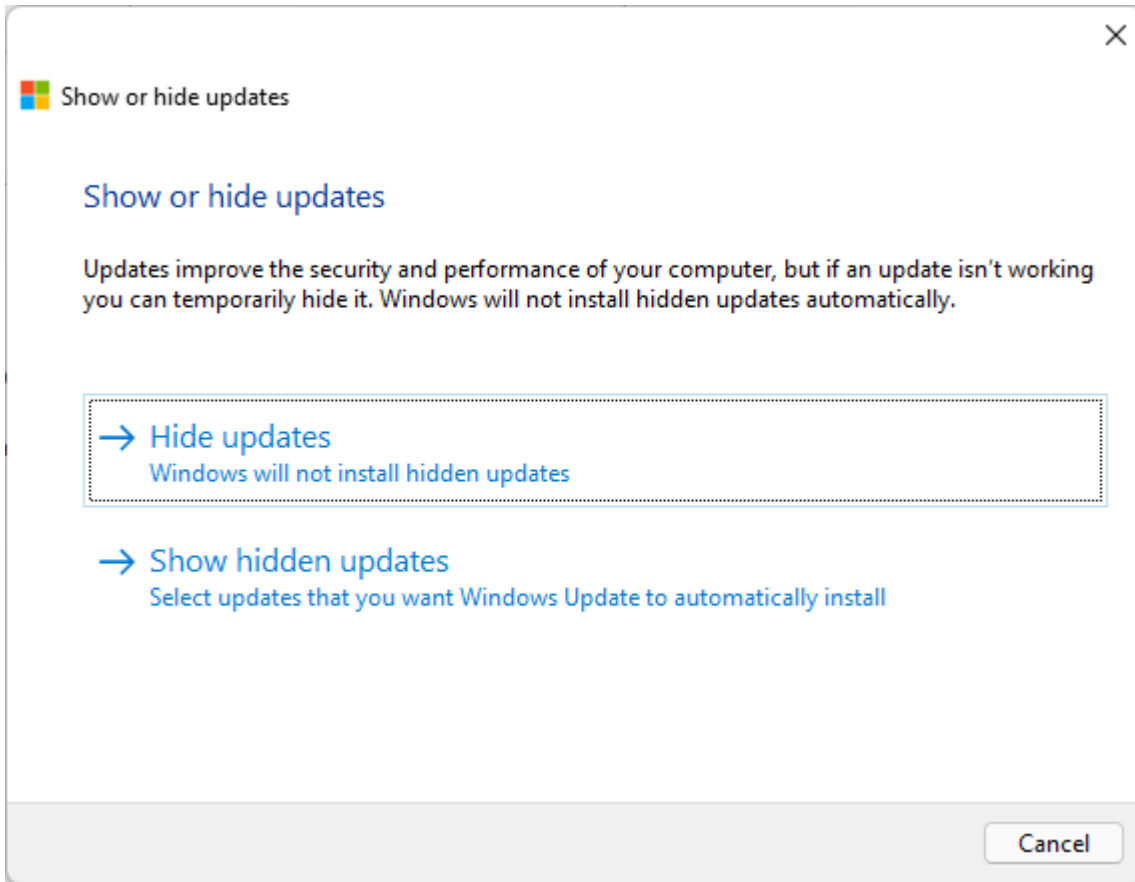 Show or hide updates
Show or hide updates
Updates improve the security and performance of your computer, but if an update isn't working
you can temporarily hide it. Windows will not install hidden updates automatically.
Hide updates
Windows will not install hidden updates
Show hidden updates
Select updates that you want Windows Update to automatically install
Cancel